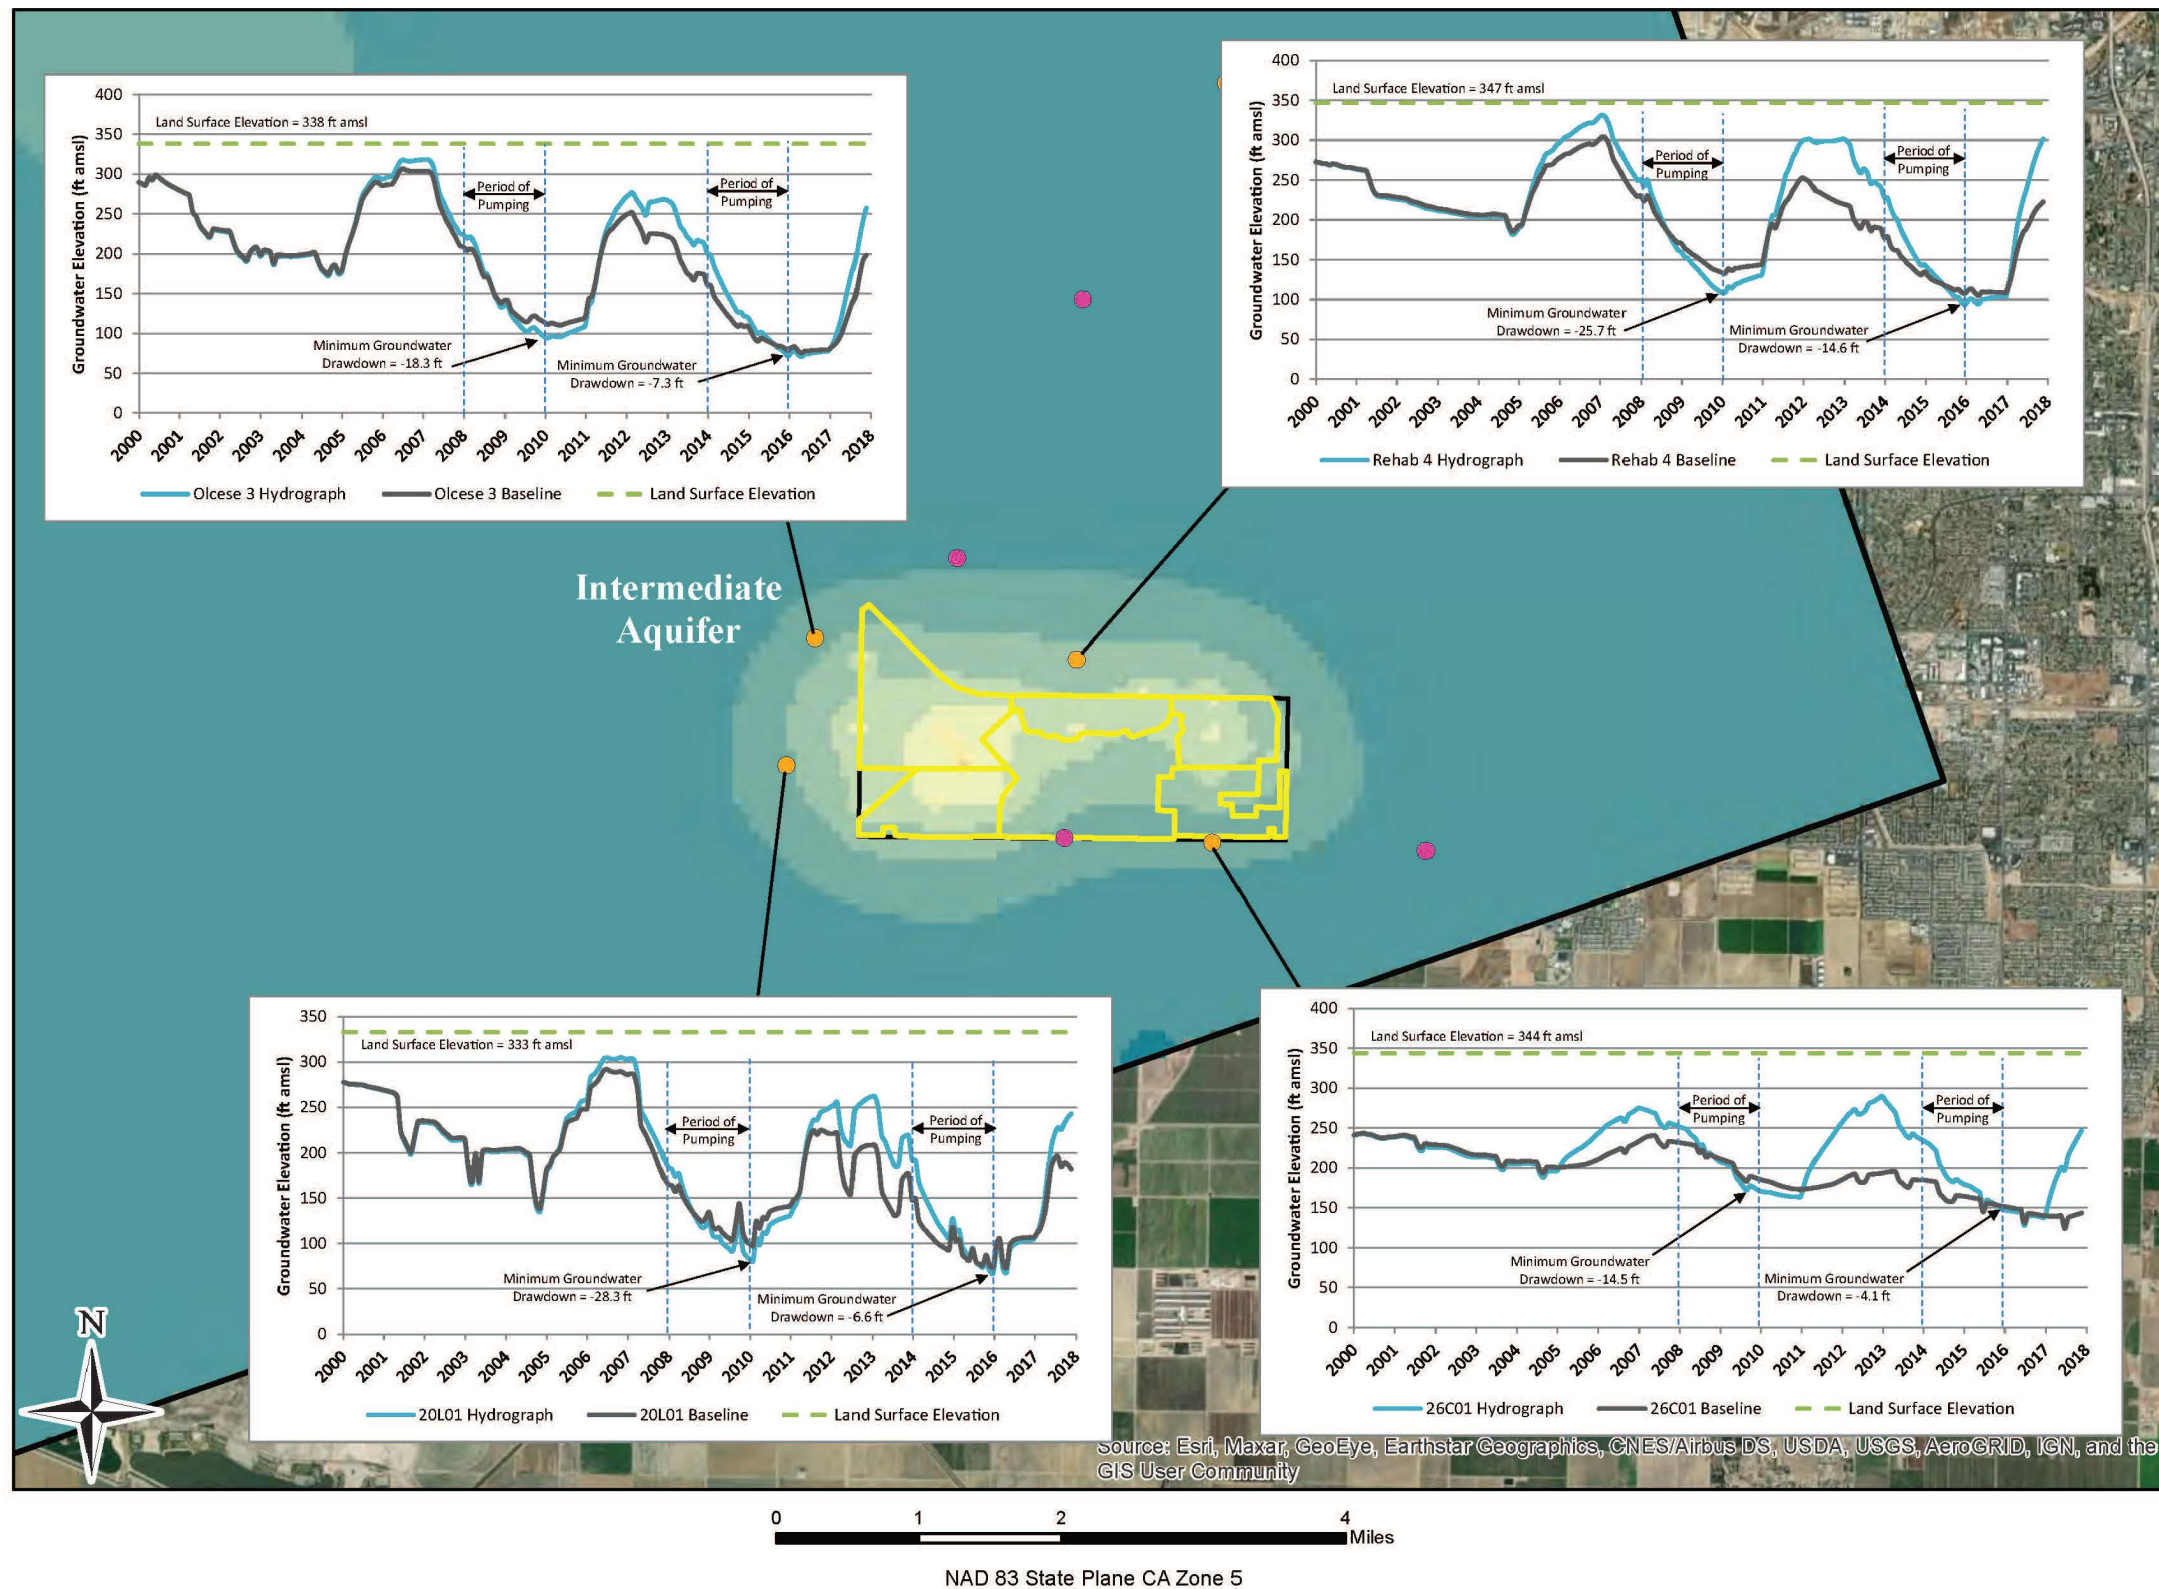 400
350
300
250
200
150
100
50
0
Groundwater Elevation (ft amsl)
Land Surface Elevation = 338 ft amsl
Period of
Pumping
Period of
Pumping
Minimum Groundwater
Drawdown = -18.3 ft
Minimum Groundwater
Drawdown = -7.3 ft
2000 2001 2002 2003 2004 2005 2006 2007 2008 2009 2010 2011 2012 2013 2014 2015 2016 2017 2018
Olcese 3 Hydrograph Olcese 3 Baseline Land Surface Elevation
400
350
300
250
200
150
100
50
0
Groundwater Elevation (ft amsl)
Land Surface Elevation = 347 ft amsl
Period of
Pumping
Period of
Pumping
Minimum Groundwater
Drawdown = -25.7 ft
Minimum Groundwater
Drawdown = -14.6 ft
2000 2001 2002 2003 2004 2005 2006 2007 2008 2009 2010 2011 2012 2013 2014 2015 2016 2017 2018
Rehab 4 Hydrograph Rehab 4 Baseline Land Surface Elevation
Intermediate
Aquifer
350
300
250
200
150
100
50
0
Groundwater Elevation (ft amsl)
Land Surface Elevation = 333 ft amsl
Period of
Pumping
Period of
Pumping
Minimum Groundwater
Drawdown = -28.3 ft
Minimum Groundwater
Drawdown = -6.6 ft
2000 2001 2002 2003 2004 2005 2006 2007 2008 2009 2010 2011 2012 2013 2014 2015 2016 2017 2018
20L01 Hydrograph 20L01 Baseline Land Surface Elevation
400
350
300
250
200
150
100
50
0
Groundwater Elevation (ft amsl)
Land Surface Elevation = 344 ft amsl
Period of
Pumping
Period of
Pumping
Minimum Groundwater
Drawdown = -14.5 ft
Minimum Groundwater
Drawdown = -4.1 ft
2000 2001 2002 2003 2004 2005 2006 2007 2008 2009 2010 2011 2012 2013 2014 2015 2016 2017 2018
26C01 Hydrograph 26C01 Baseline Land Surface Elevation
N
Source: Esri, Maxar, GeoEye, Earthstar Geographics, CNES/Airbus DS, USDA, USGS, AeroGRID, IGN, and the
GIS User Community
0 1 2 4
Miles
NAD 83 State Plane CA Zone 5